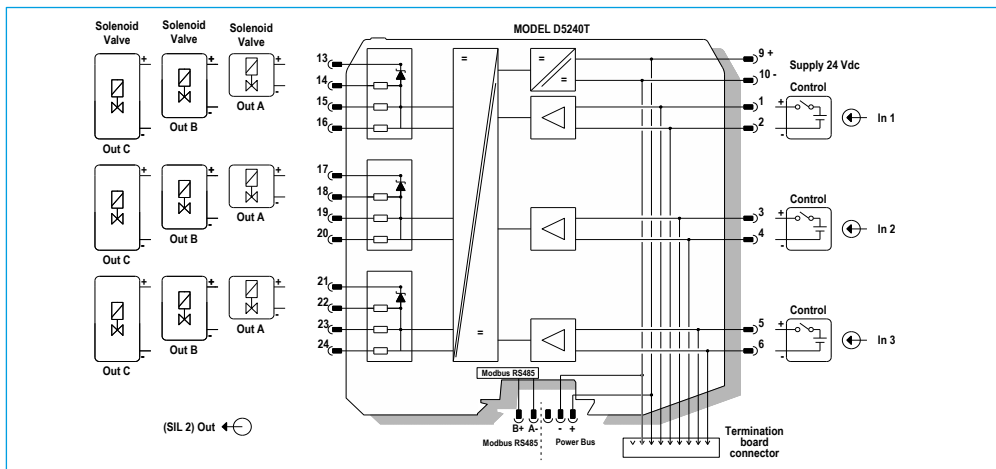 MODEL D5240T
Solenoid
Valve
Solenoid
Valve
Solenoid
Valve
+
-
Out C
+
-
Out B
+
-
Out A
13
14
15
16
=
=
=
9 +
10 -
Supply 24 Vdc
1
2
Control
+
-
In 1
+
-
Out C
+
-
Out B
+
-
Out A
17
18
19
20
3
4
Control
+
-
In 2
+
-
Out C
+
-
Out B
+
-
Out A
21
22
23
24
=
5
6
Control
+
-
In 3
Modbus RS485
(SIL 2) Out
B+ A- - +
Modbus RS485
Power Bus
Termination
board
connector